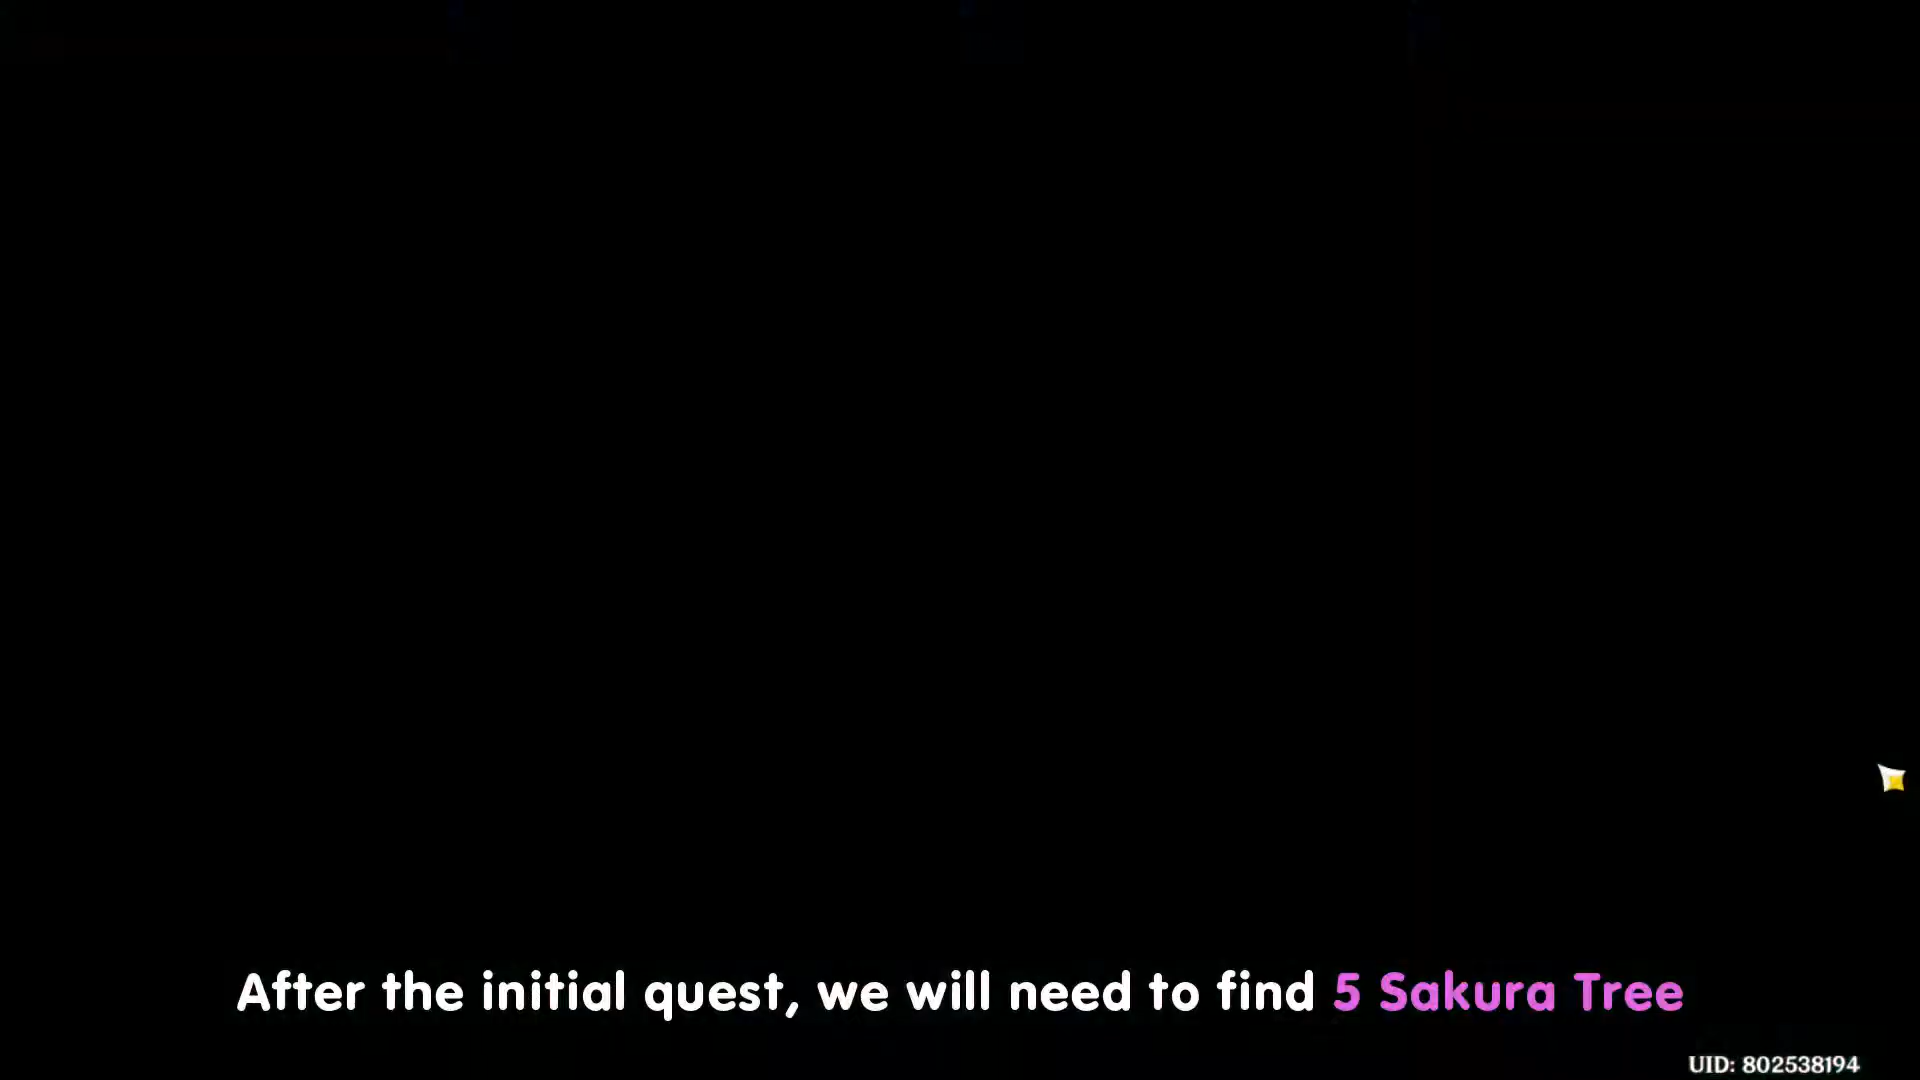 After the initial quest, we will need to find 5 Sakura Tree
UID: 802538194